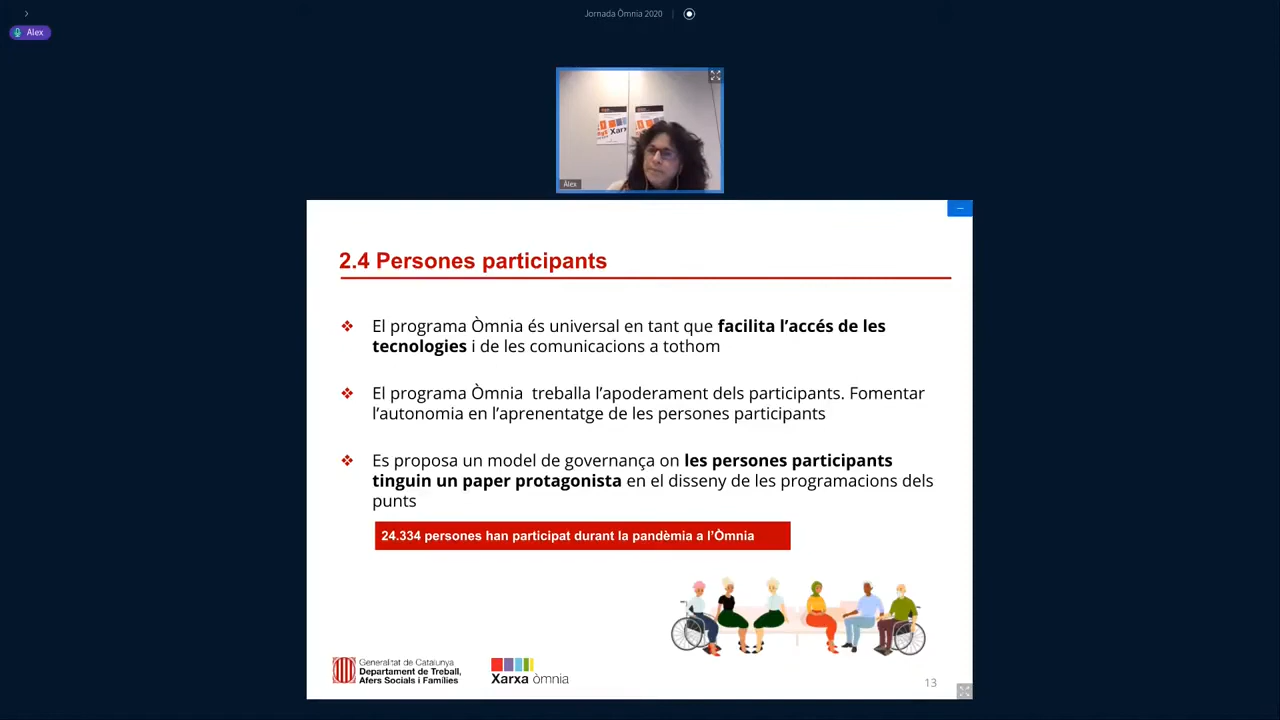 Jornada Òmnia 2020
Alex
Xarx
Àlex
2.4 Persones participants
❖ El programa Òmnia és universal en tant que facilita l’accés de les
tecnologies i de les comunicacions a tothom
❖ El programa Òmnia treballa l’apoderament dels participants. Fomentar
l’autonomia en l’aprenentatge de les persones participants
❖ Es proposa un model de governança on les persones participants
tinguin un paper protagonista en el disseny de les programacions dels
punts
24.334 persones han participat durant la pandèmia a l’Òmnia
Generalitat de Catalunya
Departament de Treball,
Afers Socials i Famílies
Xarxa òmnia
13